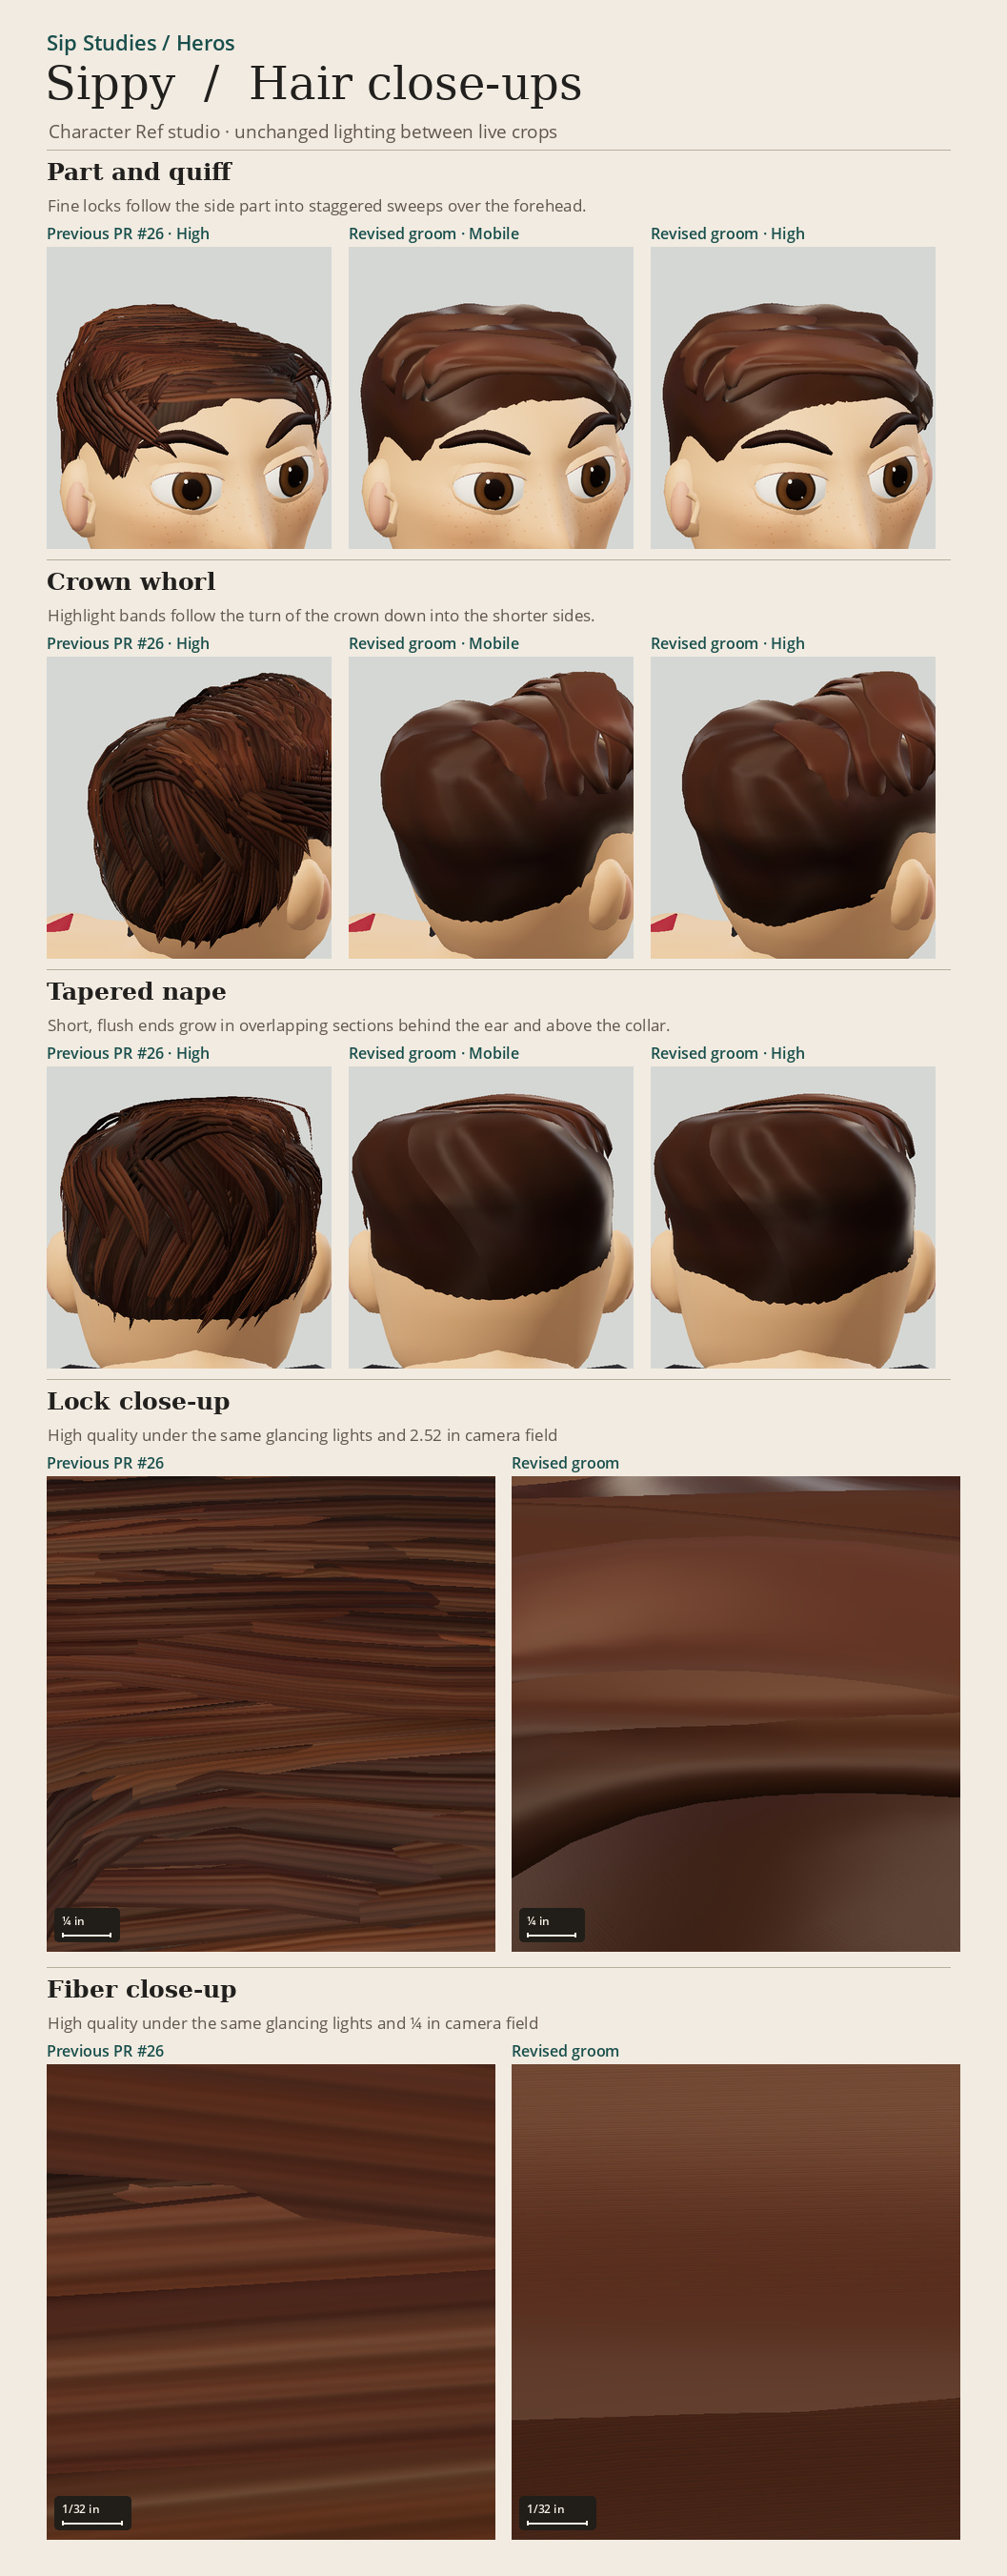 Sip Studies / Heros
Sippy / Hair close-ups
Character Ref studio · unchanged lighting between live crops
Part and quiff
Fine locks follow the side part into staggered sweeps over the forehead.
Previous PR #26 · High
Revised groom · Mobile
Revised groom · High
Crown whorl
Highlight bands follow the turn of the crown down into the shorter sides.
Previous PR #26 · High
Revised groom · Mobile
Revised groom · High
Tapered nape
Short, flush ends grow in overlapping sections behind the ear and above the collar.
Previous PR #26 · High
Revised groom · Mobile
Revised groom · High
Lock close-up
High quality under the same glancing lights and 2.52 in camera field
Previous PR #26
Revised groom
¼ in
¼ in
Fiber close-up
High quality under the same glancing lights and ¼ in camera field
Previous PR #26
Revised groom
1/32 in
1/32 in